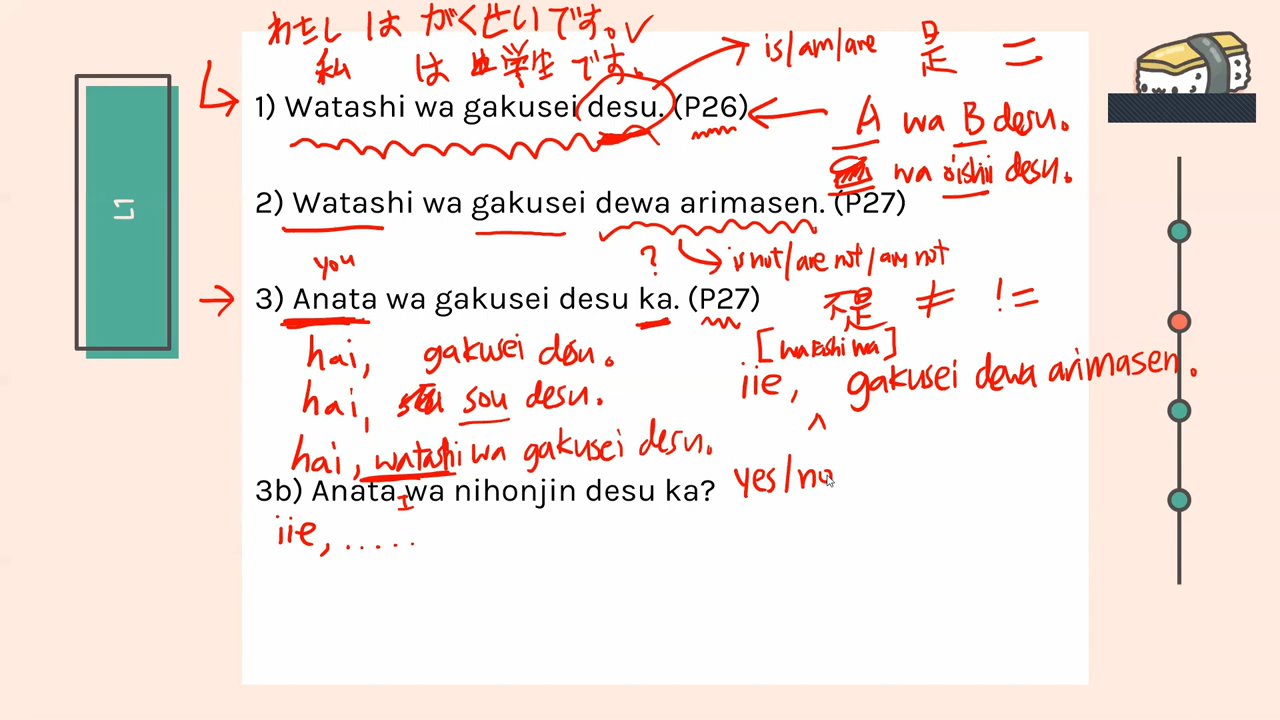 わたし は がくせいです。✓
私 は 学生 です。
is/am/are 是 =
1) Watashi wa gakusei desu. (P26)
A wa B desu.
wa oishii desu.
2) Watashi wa gakusei dewa arimasen. (P27)
L1
you ? is not/are not/am not
3) Anata wa gakusei desu ka. (P27)
不是 ≠ !=
hai, gakusei desu.
[watashi wa]
iie, gakusei dewa arimasen.
hai, sou desu.
hai, watashi wa gakusei desu.
I
yes/no
3b) Anata wa nihonjin desu ka?
iie, .....